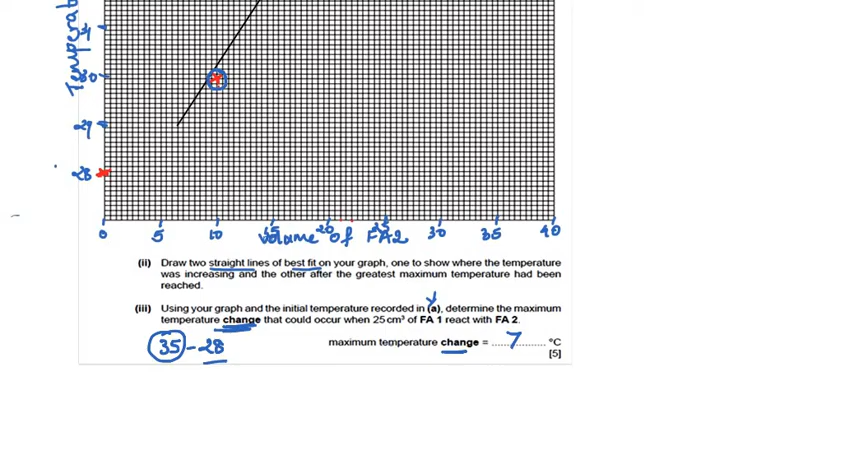 Temperat
31
30
29
28
0 5 10 15 20 25 30 35 40
Volume of FA2
(ii) Draw two straight lines of best fit on your graph, one to show where the temperature
was increasing and the other after the greatest maximum temperature had been
reached.
(iii) Using your graph and the initial temperature recorded in (a), determine the maximum
temperature change that could occur when 25 cm³ of FA 1 react with FA 2.
35 - 28
maximum temperature change = 7 °C
[5]